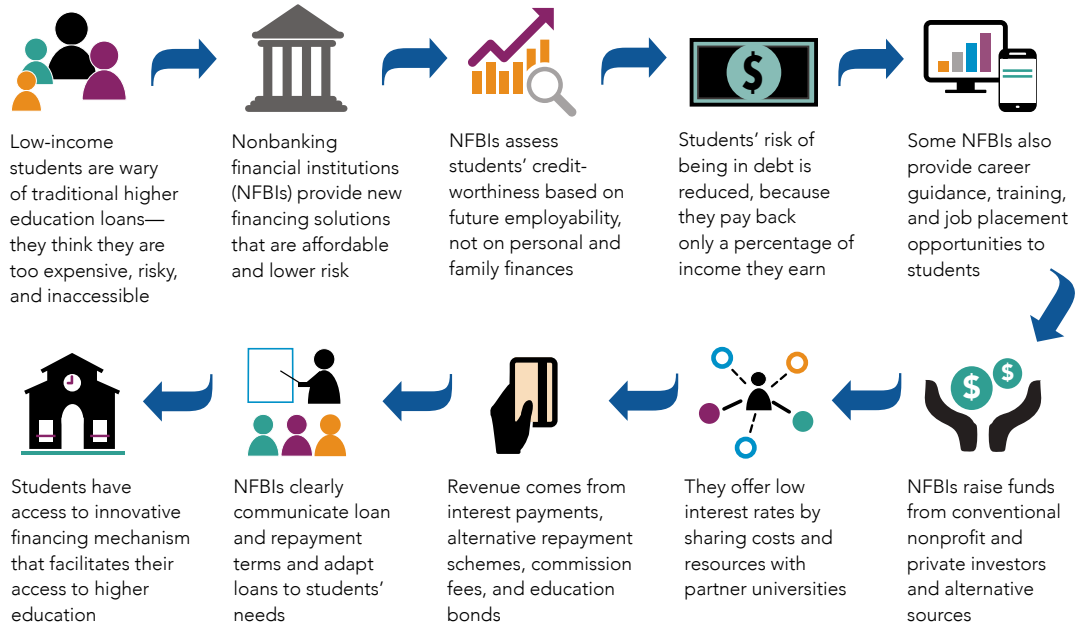 Low-income
students are wary
of traditional higher
education loans—
they think they are
too expensive, risky,
and inaccessible
Nonbanking
financial institutions
(NFBIs) provide new
financing solutions
that are affordable
and lower risk
NFBIs assess
students' credit-
worthiness based on
future employability,
not on personal and
family finances
$
Students' risk of
being in debt is
reduced, because
they pay back
only a percentage of
income they earn
Some NFBIs also
provide career
guidance, training,
and job placement
opportunities to
students
$ $
NFBIs raise funds
from conventional
nonprofit and
private investors
and alternative
sources
They offer low
interest rates by
sharing costs and
resources with
partner universities
Revenue comes from
interest payments,
alternative repayment
schemes, commission
fees, and education
bonds
NFBIs clearly
communicate loan
and repayment
terms and adapt
loans to students'
needs
Students have
access to innovative
financing mechanism
that facilitates their
access to higher
education